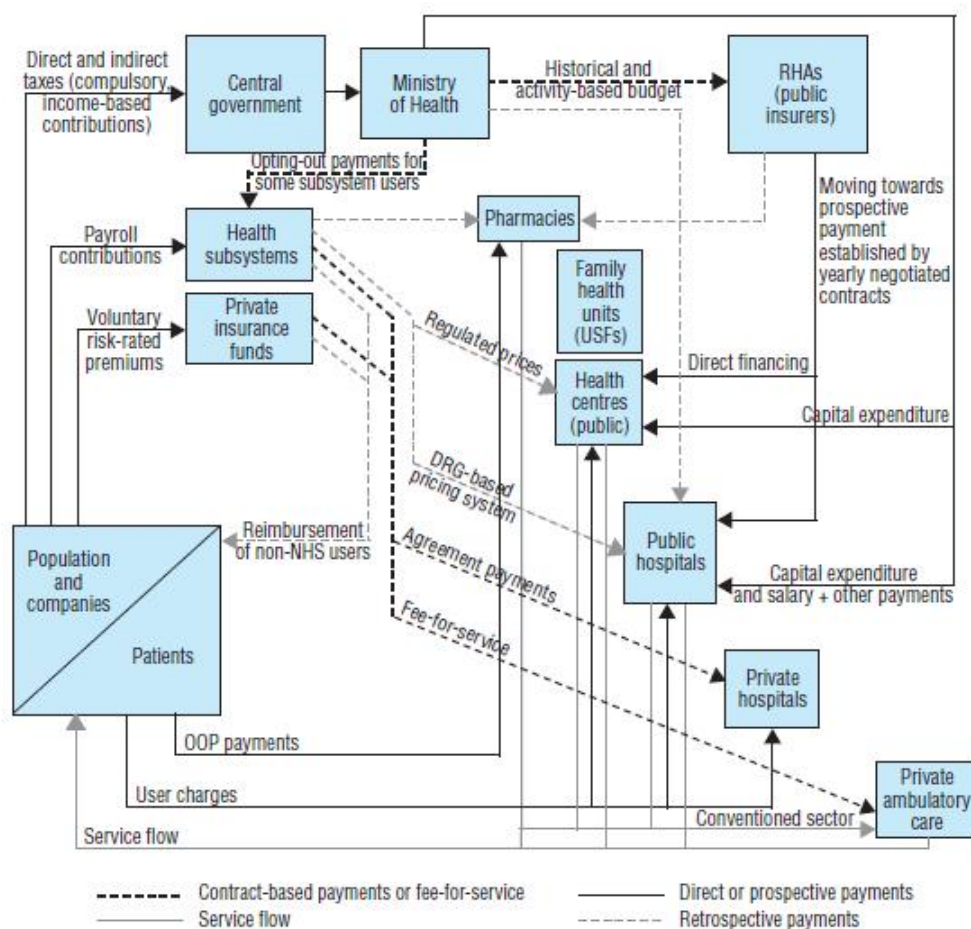 Direct and indirect
taxes (compulsory,
income-based
contributions)
Central
government
Ministry
of Health
Historical and
activity-based budget
RHAs
(public
insurers)
Opting-out payments for
some subsystem users
Payroll
contributions
Health
subsystems
Pharmacies
Moving towards
prospective
payment
established by
yearly negotiated
contracts
Voluntary
risk-rated
premiums
Private
insurance
funds
Family
health
units
(USFs)
Regulated prices
Health
centres
(public)
Direct financing
Capital expenditure
DRG-based
pricing system
Reimbursement
of non-NHS users
Population
and
companies
Patients
Agreement payments
Fee-for-service
Public
hospitals
Capital expenditure
and salary + other payments
Private
hospitals
OOP payments
User charges
Private
ambulatory
care
Conventioned sector
Service flow
Contract-based payments or fee-for-service
Direct or prospective payments
Service flow
Retrospective payments